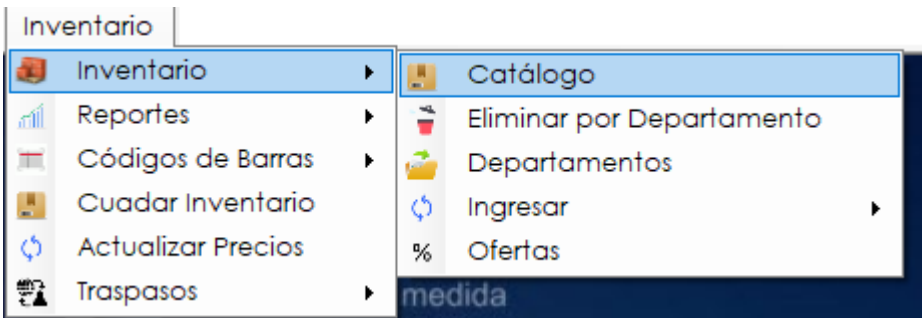 Inventario
Inventario
Reportes
Códigos de Barras
Cuadar Inventario
Actualizar Precios
Traspasos
Catálogo
Eliminar por Departamento
Departamentos
Ingresar
% Ofertas
medida